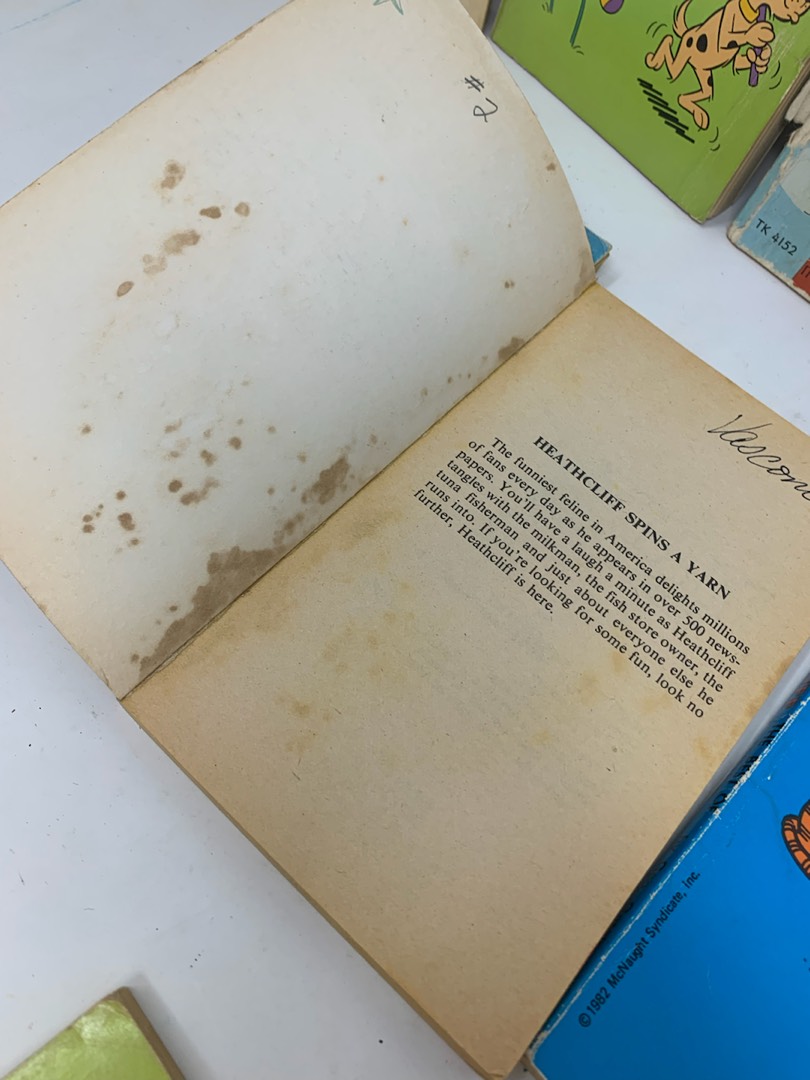 #2
TK 4152
HEATHCLIFF SPINS A YARN
The funniest feline in America delights millions
of fans every day as he appears in over 500 news-
papers. You'll have a laugh a minute as Heathcliff
tangles with the milkman, the fish store owner, the
tuna fisherman and just about everyone else he
runs into. If you're looking for some fun, look no
further, Heathcliff is here.
© 1982 McNaught Syndicate, Inc.